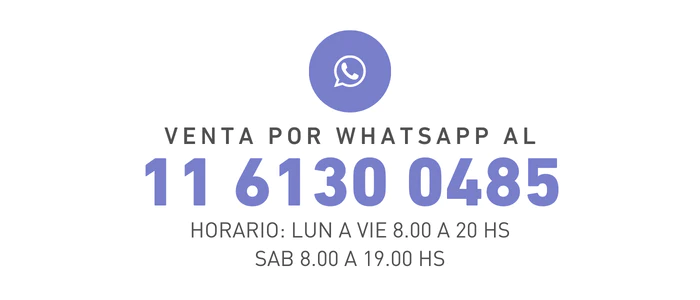 VENTA POR WHATSAPP AL
11 6130 0485
HORARIO: LUN A VIE 8.00 A 20 HS
SAB 8.00 A 19.00 HS